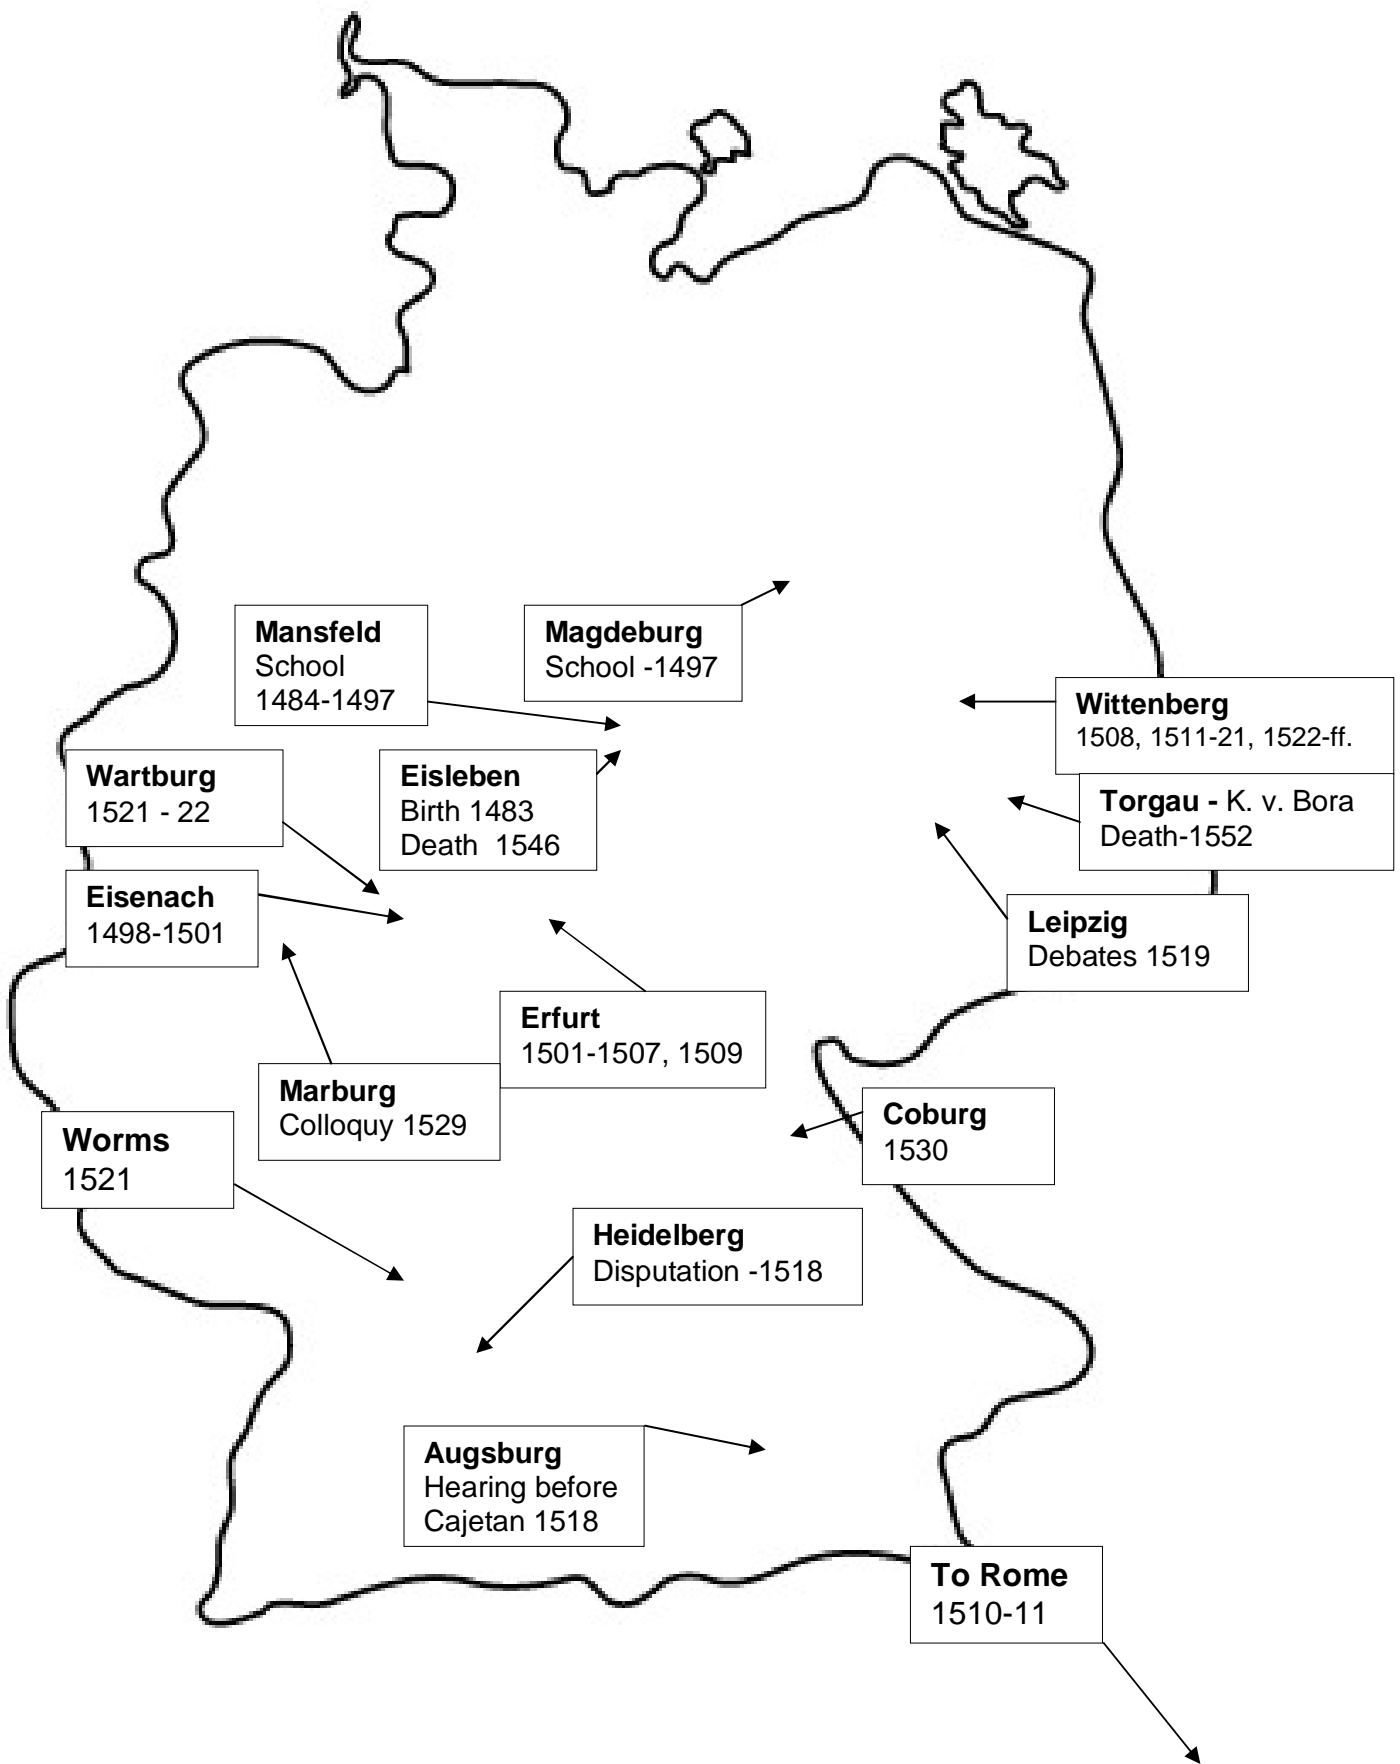 Mansfeld
School
1484-1497
Magdeburg
School -1497
Wittenberg
1508, 1511-21, 1522-ff.
Wartburg
1521 - 22
Eisleben
Birth 1483
Death 1546
Torgau - K. v. Bora
Death-1552
Eisenach
1498-1501
Leipzig
Debates 1519
Erfurt
1501-1507, 1509
Marburg
Colloquy 1529
Coburg
1530
Worms
1521
Heidelberg
Disputation -1518
Augsburg
Hearing before
Cajetan 1518
To Rome
1510-11